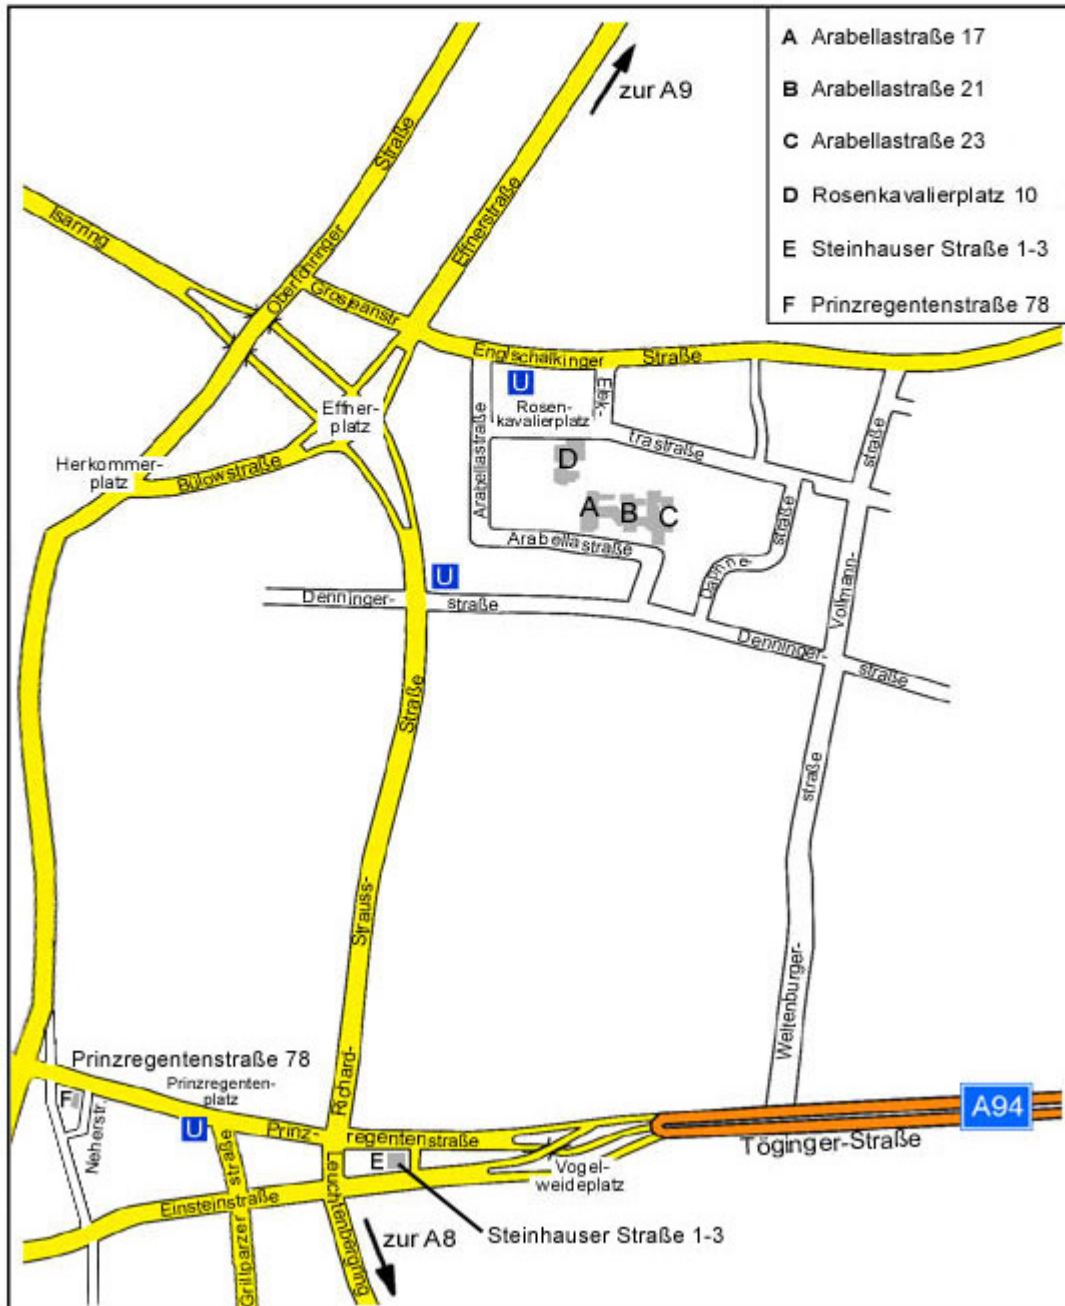 A Arabellastraße 17
B Arabellastraße 21
C Arabellastraße 23
D Rosenkavalierplatz 10
E Steinhauser Straße 1-3
F Prinzregentenstraße 78
zur A9
Isarring
Oberföhringer
Straße
Effnerstraße
Grosjeanstr
Englschalkinger
Straße
U
Rosen-
kavalierplatz
Elek-
trastraße
Effner-
platz
Herkommer-
platz
Bülowstraße
Arabellastraße
D
A
B
C
Arabellastraße
straße
Vollmann-
straße
Daphne-
U
Denninger-
straße
Denninger-
straße
Straße
Strauss-
Richard-
straße
Weltenburger-
Prinzregentenstraße 78
Prinzregenten-
platz
F
Neherstr.
U
Prinz-
regentenstraße
A94
Töginger-Straße
E
Vogel-
weideplatz
Einsteinstraße
straße
Grillparzer
Leuchtenbergring
zur A8
Steinhauser Straße 1-3